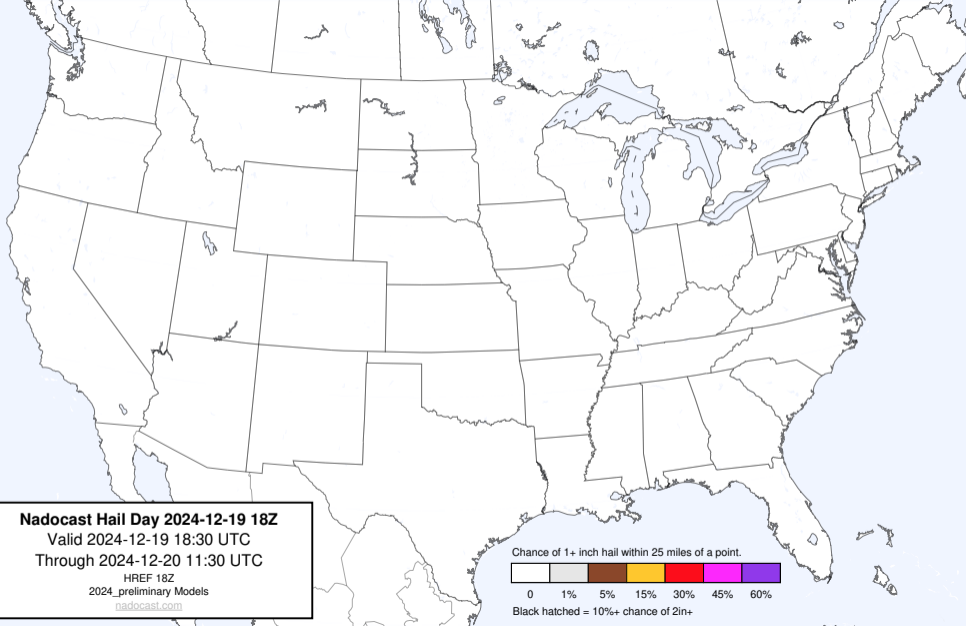 Nadocast Hail Day 2024-12-19 18Z
Valid 2024-12-19 18:30 UTC
Through 2024-12-20 11:30 UTC
HREF 18Z
2024_preliminary Models
nadocast.com
Chance of 1+ inch hail within 25 miles of a point.
0 1% 5% 15% 30% 45% 60%
Black hatched = 10%+ chance of 2in+